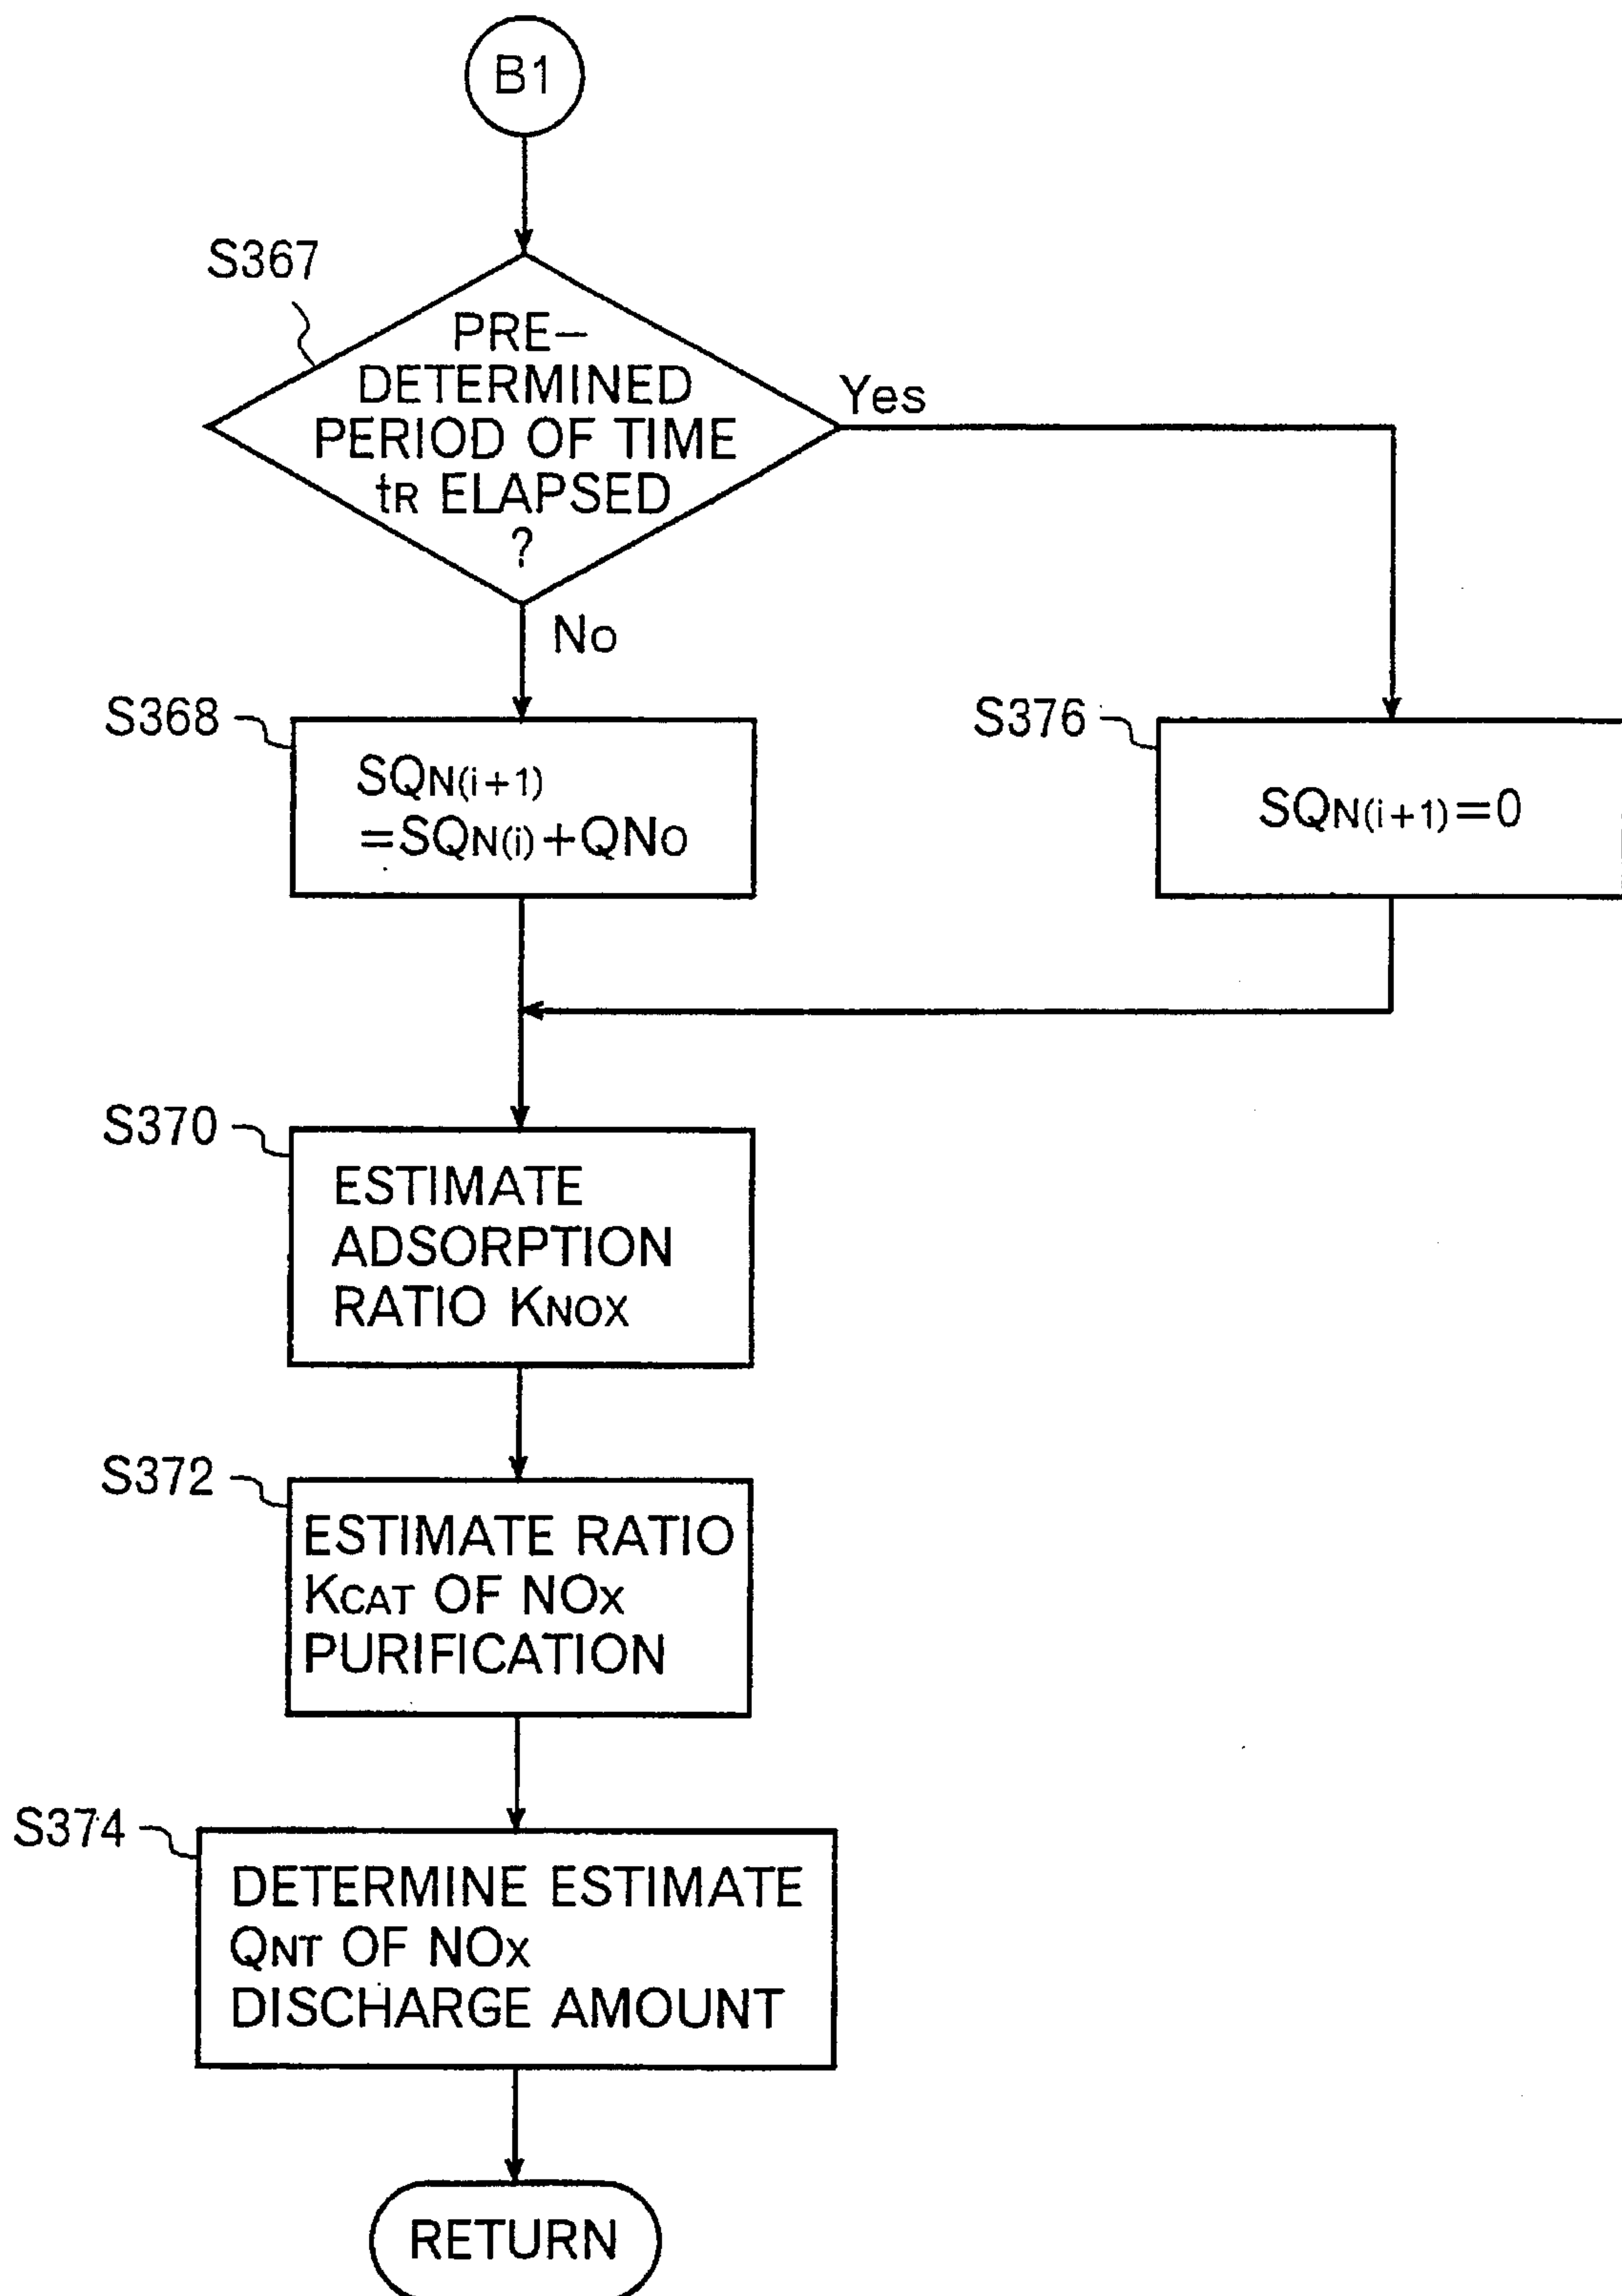 B1
S367
PRE-
DETERMINED
PERIOD OF TIME
tR ELAPSED
?
Yes
No
S368
SQN(i+1)
=SQN(i)+QNO
S376
SQN(i+1)=0
S370
ESTIMATE
ADSORPTION
RATIO KNOX
S372
ESTIMATE RATIO
KCAT OF NOx
PURIFICATION
S374
DETERMINE ESTIMATE
QNT OF NOx
DISCHARGE AMOUNT
RETURN